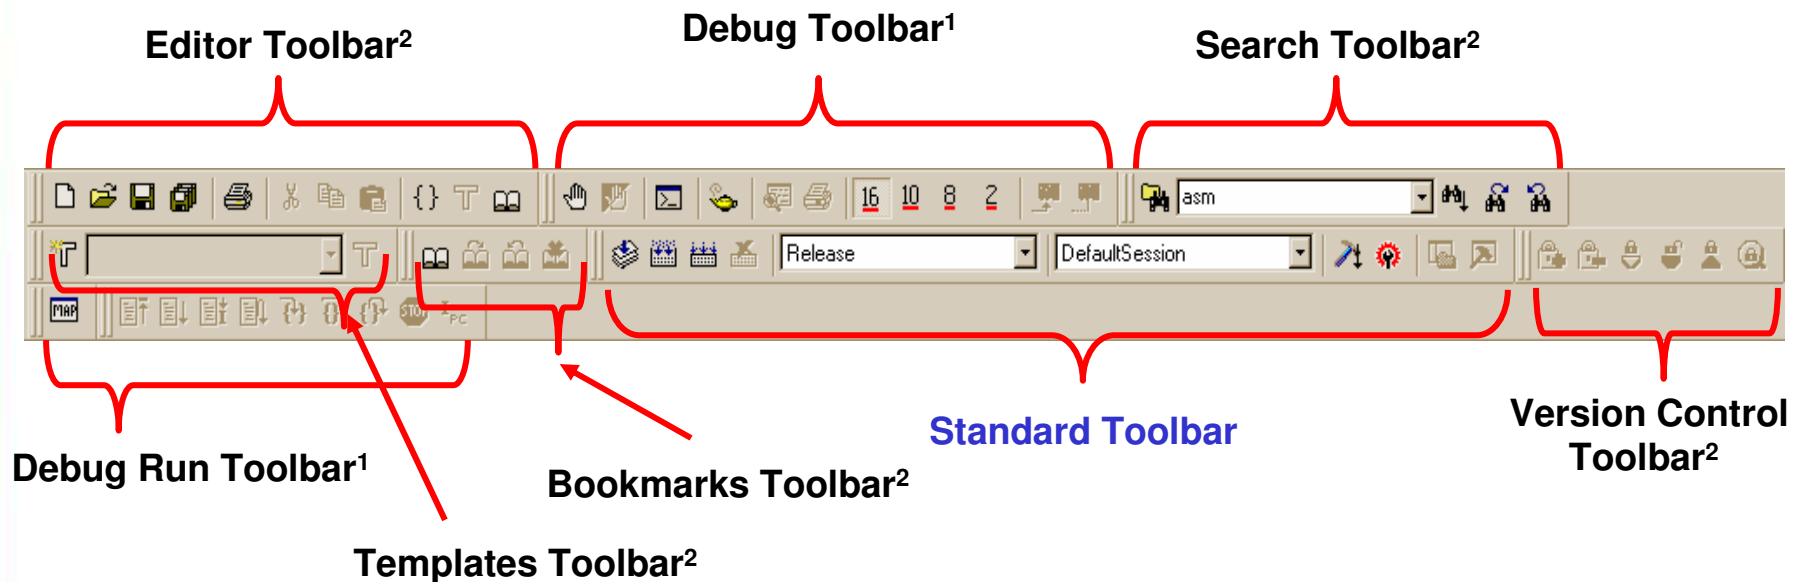 Editor Toolbar²
Debug Toolbar¹
Search Toolbar²
{} T 16 10 8 2 asm
T T Release DefaultSession
MAP STOP PC
Debug Run Toolbar¹
Templates Toolbar²
Bookmarks Toolbar²
Standard Toolbar
Version Control
Toolbar²